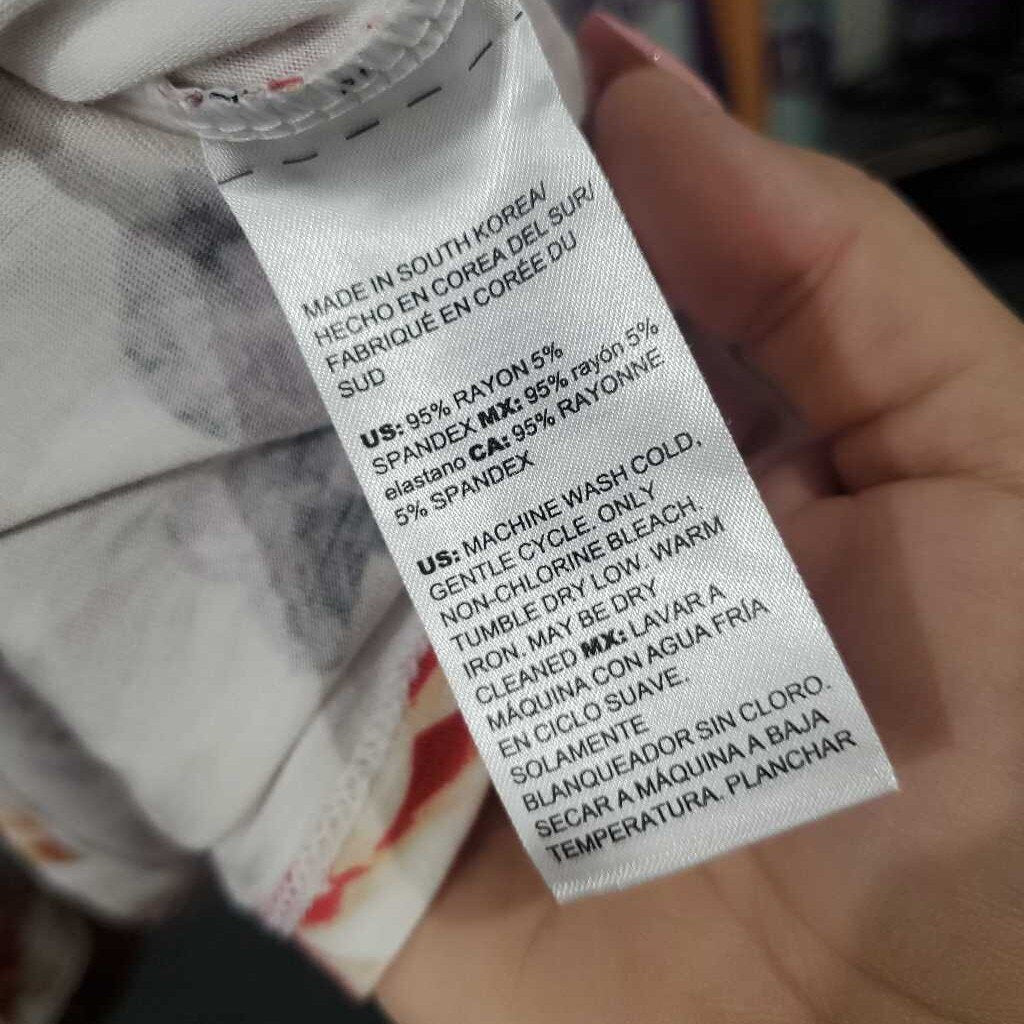 MADE IN SOUTH KOREA/
HECHO EN COREA DEL SUR/
FABRIQUÉ EN CORÉE DU
SUD
US: 95% RAYON 5%
SPANDEX MX: 95% rayón 5%
elastano CA: 95% RAYONNE
5% SPANDEX
US: MACHINE WASH COLD,
GENTLE CYCLE. ONLY
NON-CHLORINE BLEACH.
TUMBLE DRY LOW. WARM
IRON, MAY BE DRY
CLEANED MX: LAVAR A
MÁQUINA CON AGUA FRÍA
EN CICLO SUAVE.
SOLAMENTE
BLANQUEADOR SIN CLORO.
SECAR A MÁQUINA A BAJA
TEMPERATURA. PLANCHAR